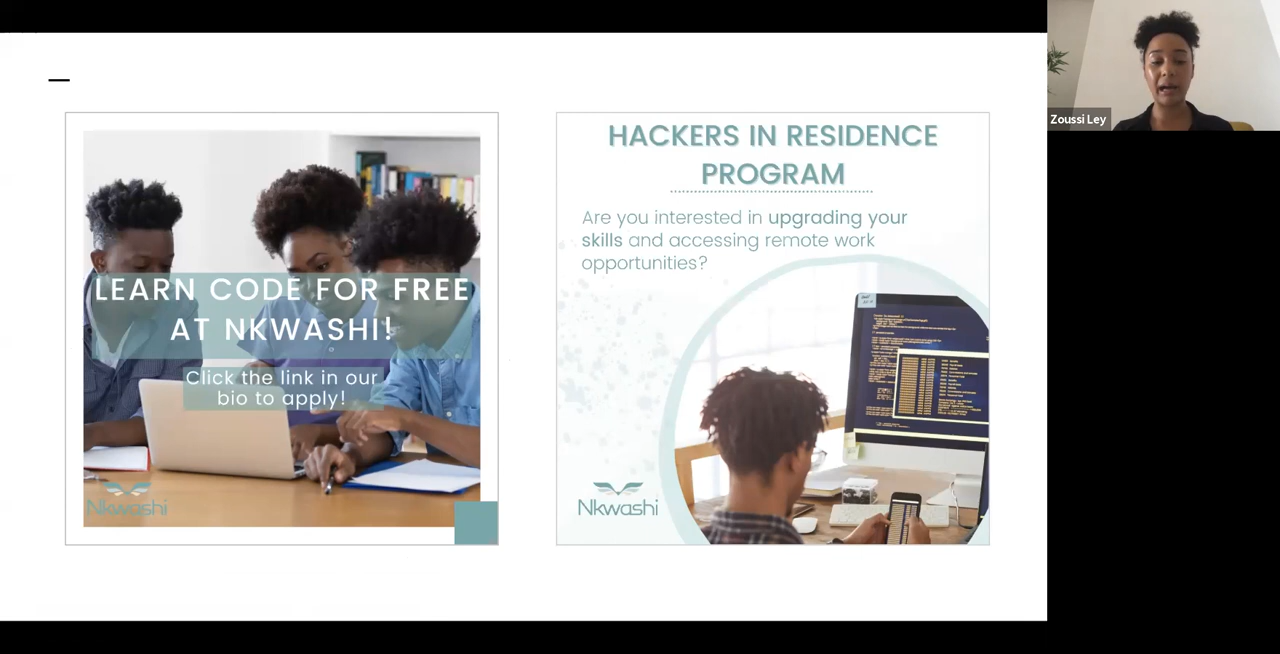 LEARN CODE FOR FREE
AT NKWASHI!
Click the link in our
bio to apply!
Nkwashi
HACKERS IN RESIDENCE
PROGRAM
Are you interested in upgrading your
skills and accessing remote work
opportunities?
Nkwashi
Zoussi Ley